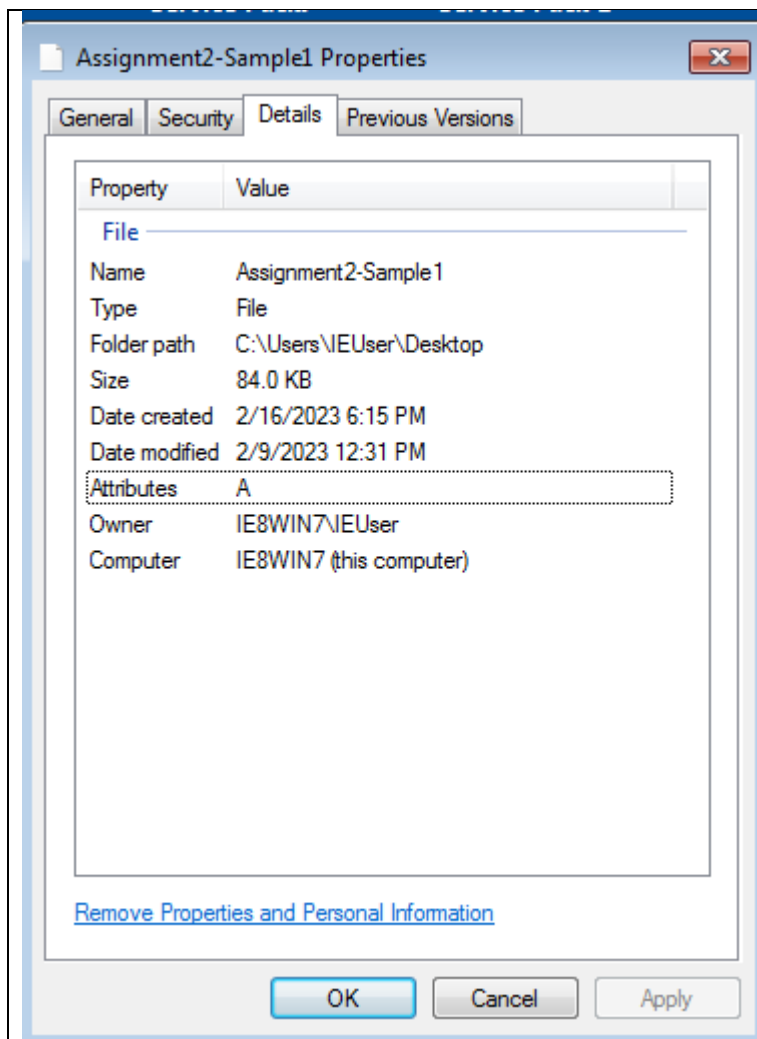 Assignment2-Sample1 Properties
General Security Details Previous Versions
Property Value
File
Name Assignment2-Sample1
Type File
Folder path C:\Users\IEUser\Desktop
Size 84.0 KB
Date created 2/16/2023 6:15 PM
Date modified 2/9/2023 12:31 PM
Attributes A
Owner IE8WIN7\IEUser
Computer IE8WIN7 (this computer)
Remove Properties and Personal Information
OK Cancel Apply